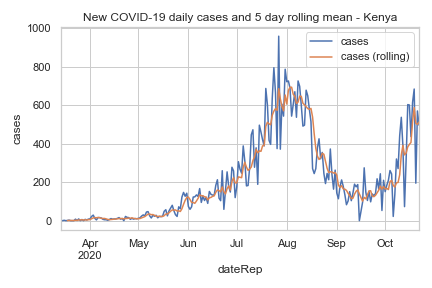 New COVID-19 daily cases and 5 day rolling mean - Kenya
cases
cases (rolling)
1000
800
600
400
200
0
cases
Apr
2020
May
Jun
Jul
Aug
Sep
Oct
dateRep